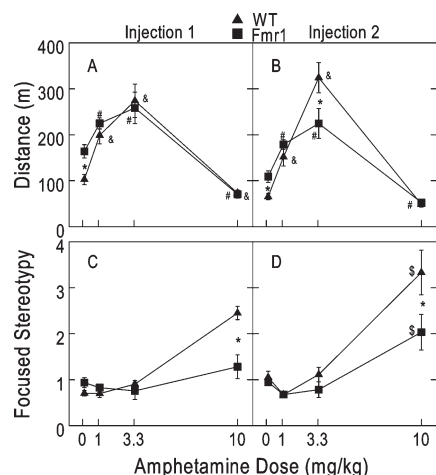 ▲ WT
Injection 1 ■ Fmr1 Injection 2
400
300
200
100
0
Distance (m)
A
*
#
&
&
#
# &
B
*
#
&
&
*
#
#
4
3
2
1
0
Focused Stereotypy
C
*
D
$
*
$
0 1 3.3 10 0 1 3.3 10
Amphetamine Dose (mg/kg)